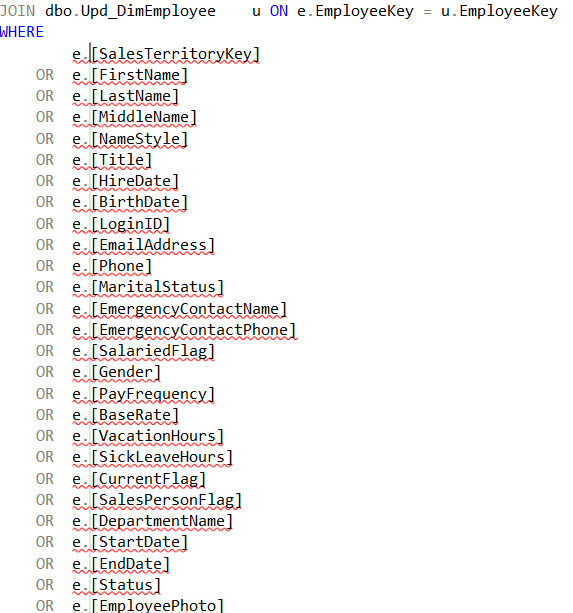 JOIN dbo.Upd_DimEmployee    u ON e.EmployeeKey = u.EmployeeKey
WHERE
        e.[SalesTerritoryKey]
    OR  e.[FirstName]
    OR  e.[LastName]
    OR  e.[MiddleName]
    OR  e.[NameStyle]
    OR  e.[Title]
    OR  e.[HireDate]
    OR  e.[BirthDate]
    OR  e.[LoginID]
    OR  e.[EmailAddress]
    OR  e.[Phone]
    OR  e.[MaritalStatus]
    OR  e.[EmergencyContactName]
    OR  e.[EmergencyContactPhone]
    OR  e.[SalariedFlag]
    OR  e.[Gender]
    OR  e.[PayFrequency]
    OR  e.[BaseRate]
    OR  e.[VacationHours]
    OR  e.[SickLeaveHours]
    OR  e.[CurrentFlag]
    OR  e.[SalesPersonFlag]
    OR  e.[DepartmentName]
    OR  e.[StartDate]
    OR  e.[EndDate]
    OR  e.[Status]
    OR  e.[EmployeePhoto]